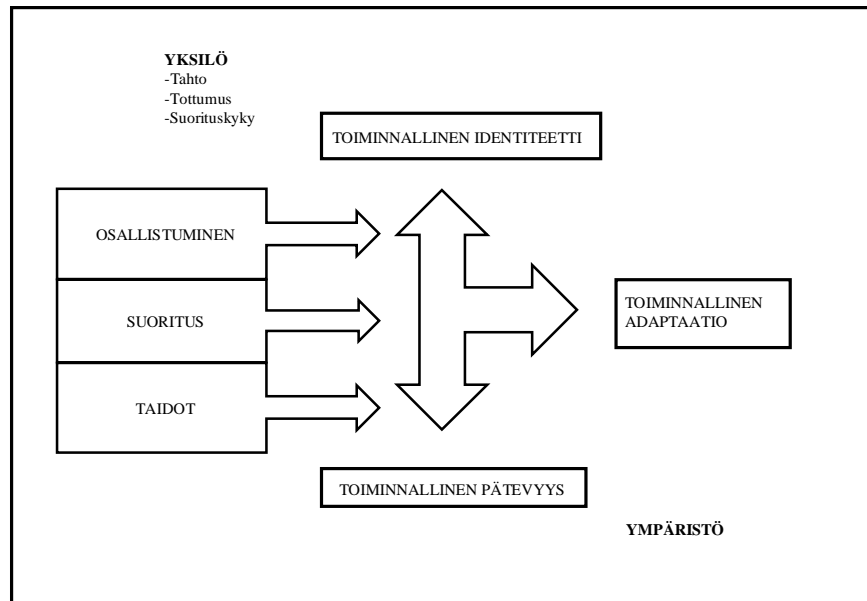 YKSILÖ
-Tahto
-Tottumus
-Suorituskyky
TOIMINNALLINEN IDENTITEETTI
OSALLISTUMINEN
SUORITUS
TAIDOT
TOIMINNALLINEN
ADAPTAATIO
TOIMINNALLINEN PÄTEVYYS
YMPÄRISTÖ